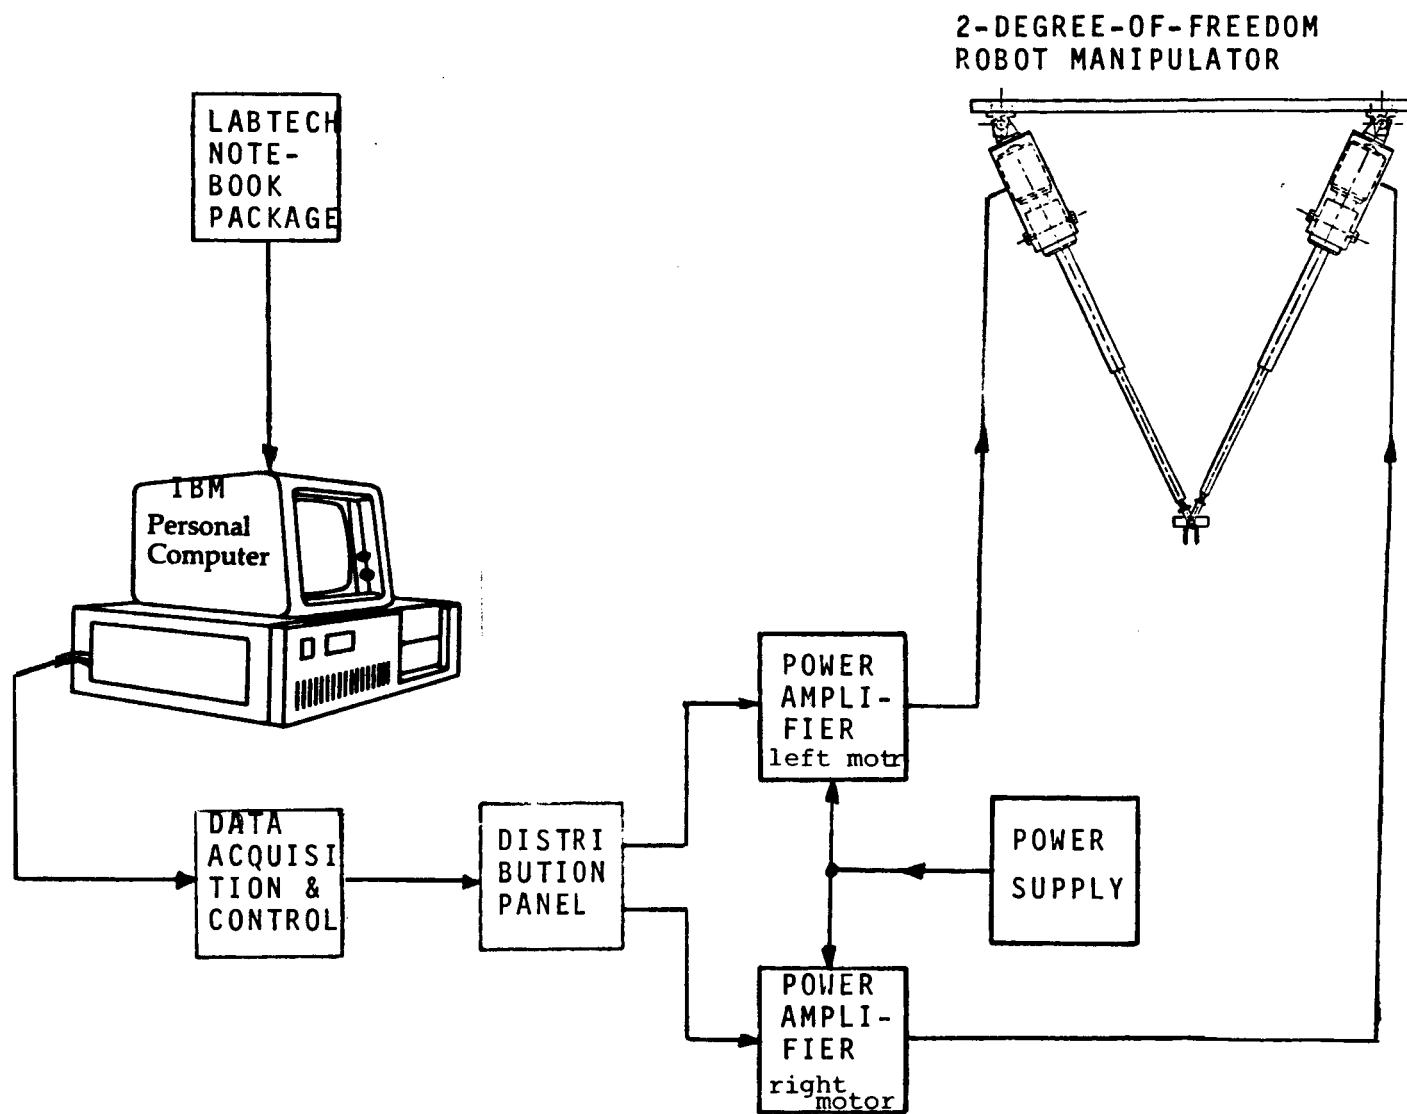 2-DEGREE-OF-FREEDOM
ROBOT MANIPULATOR
LABTECH
NOTE-
BOOK
PACKAGE
IBM
Personal
Computer
POWER
AMPLI-
FIER
left motr
DATA
ACQUISI
TION &
CONTROL
DISTRI
BUTION
PANEL
POWER
SUPPLY
POWER
AMPLI-
FIER
right
motor